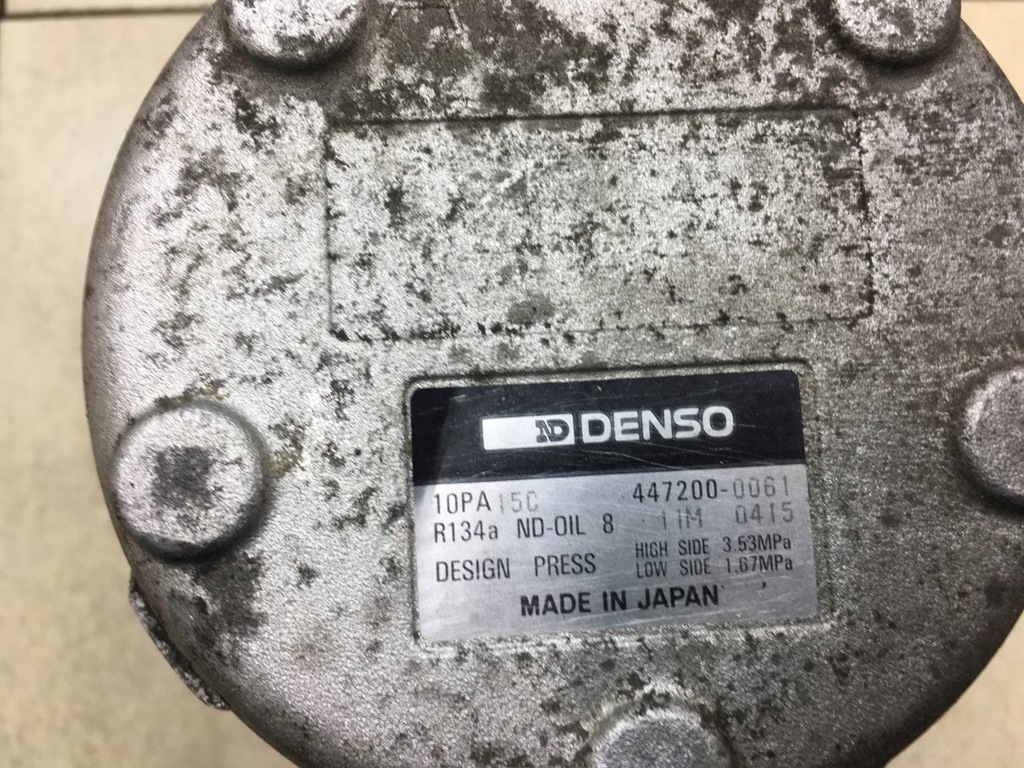 ND DENSO
10PA15C 447200-0061
R134a ND-OIL 8 11M 0415
DESIGN PRESS HIGH SIDE 3.53MPa
LOW SIDE 1.67MPa
MADE IN JAPAN